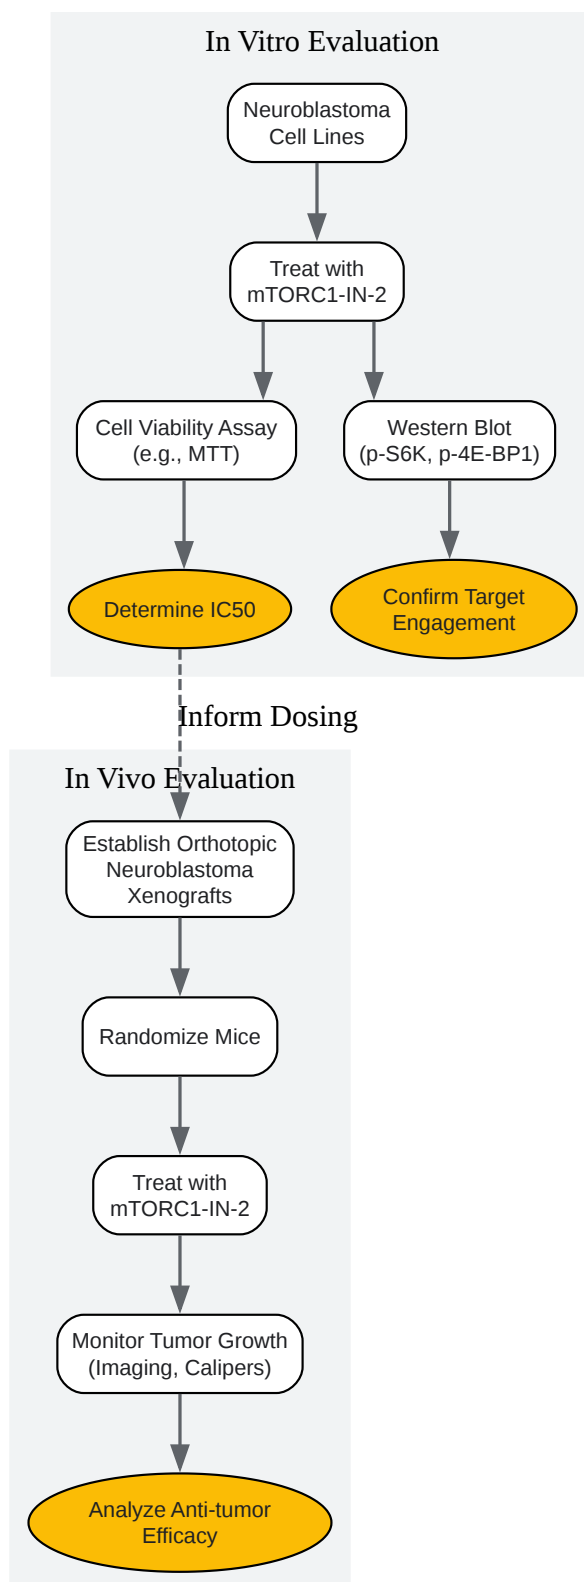 In Vitro Evaluation
Neuroblastoma
Cell Lines
Treat with
mTORC1-IN-2
Cell Viability Assay
(e.g., MTT)
Western Blot
(p-S6K, p-4E-BP1)
Determine IC50
Confirm Target
Engagement
Inform Dosing
In Vivo Evaluation
Establish Orthotopic
Neuroblastoma
Xenografts
Randomize Mice
Treat with
mTORC1-IN-2
Monitor Tumor Growth
(Imaging, Calipers)
Analyze Anti-tumor
Efficacy